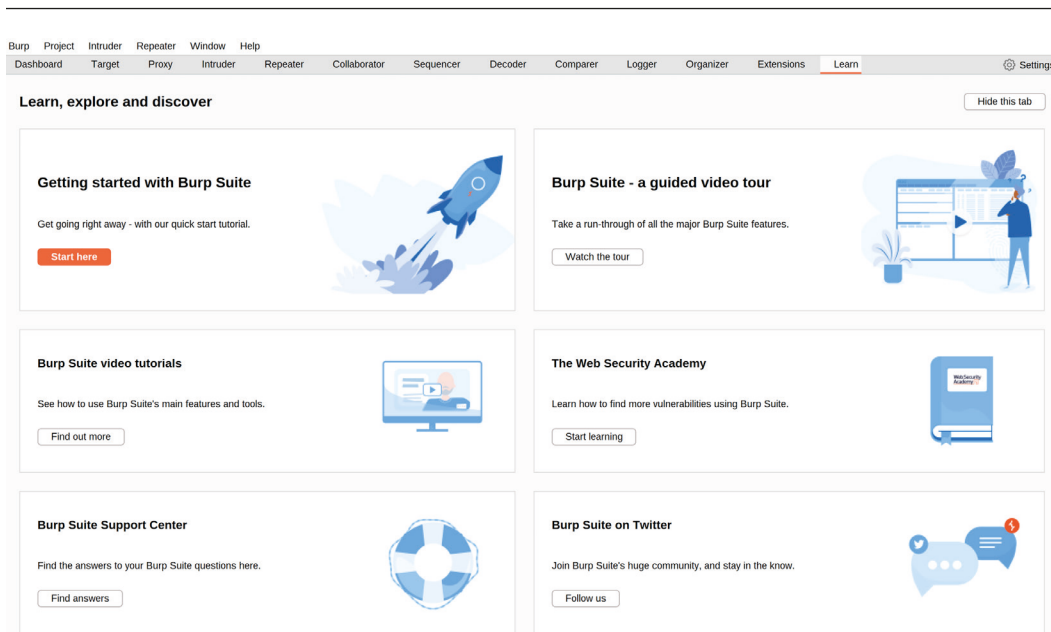 Burp Project Intruder Repeater Window Help
Dashboard Target Proxy Intruder Repeater Collaborator Sequencer Decoder Comparer Logger Organizer Extensions Learn Settings
Learn, explore and discover
Hide this tab
Getting started with Burp Suite
Get going right away - with our quick start tutorial.
Start here
Burp Suite - a guided video tour
Take a run-through of all the major Burp Suite features.
Watch the tour
Burp Suite video tutorials
See how to use Burp Suite's main features and tools.
Find out more
The Web Security Academy
Learn how to find more vulnerabilities using Burp Suite.
Start learning
WebSecurity
Academy
Burp Suite Support Center
Find the answers to your Burp Suite questions here.
Find answers
Burp Suite on Twitter
Join Burp Suite's huge community, and stay in the know.
Follow us